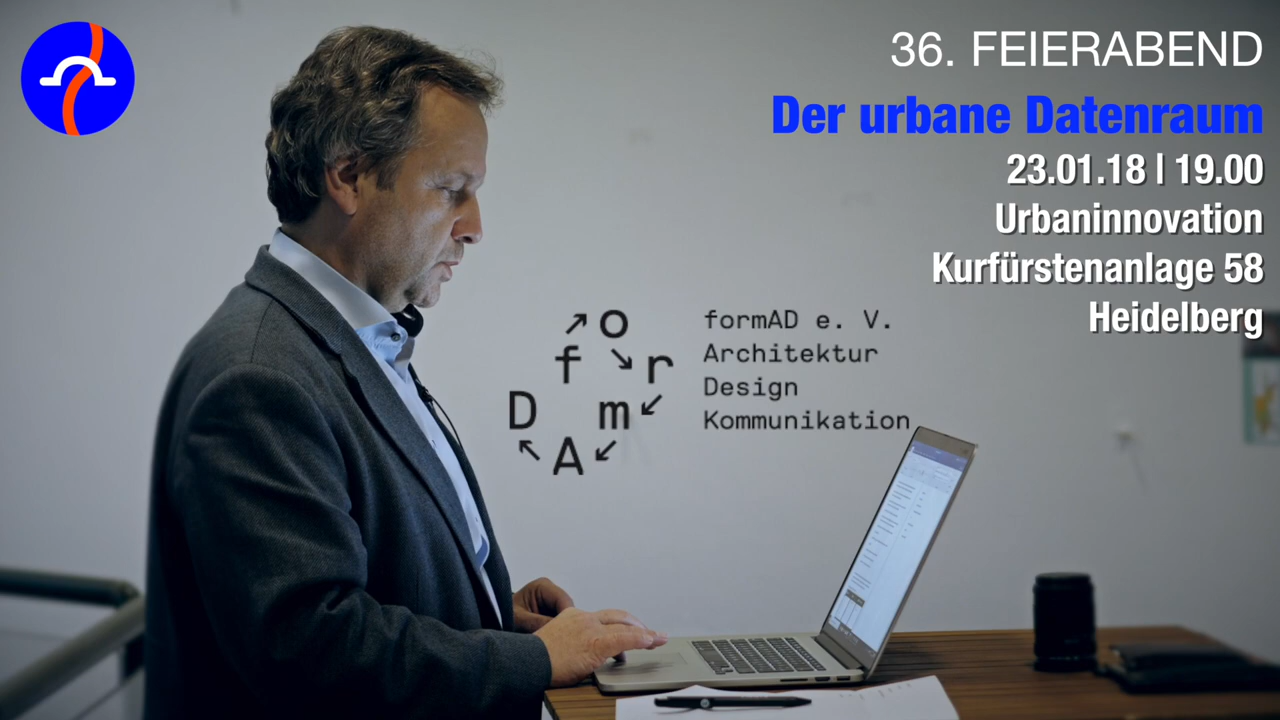 36. FEIERABEND
Der urbane Datenraum
23.01.18 | 19.00
Urbaninnovation
Kurfürstenanlage 58
Heidelberg
formAD e. V.
Architektur
Design
Kommunikation
o
f r
D m
A